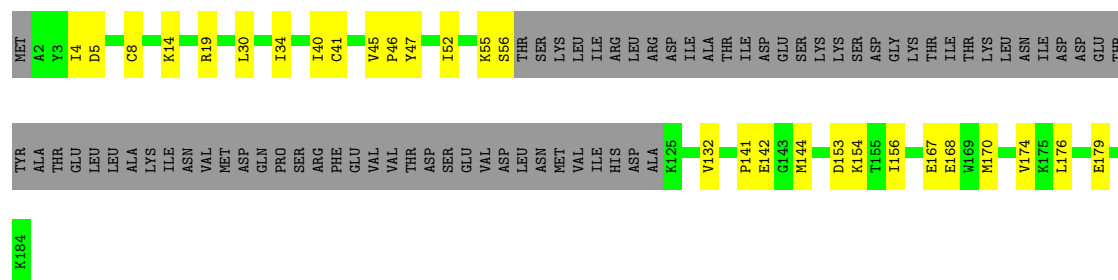 MET A2 Y3 I4 D5 C8 K14 R19 L30 I34 I40 C41 V45 P46 Y47 I52 K55 S56 THR SER LYS LEU ILE ARG LEU ARG ASP ILE ALA THR ILE ASP GLU SER LYS LYS SER ASP GLY LYS THR ILE THR LYS LEU ASN ILE ASP ASP GLU THR
TYR ALA THR GLU LEU LEU ALA LYS ILE ASN VAL MET ASP GLN PRO SER ARG PHE GLU VAL VAL THR ASP SER GLU VAL ASP LEU ASN MET VAL ILE HIS ASP ALA K125 V132 P141 E142 G143 M144 D153 K154 T155 I156 E167 E168 W169 M170 V174 K175 L176 E179
K184